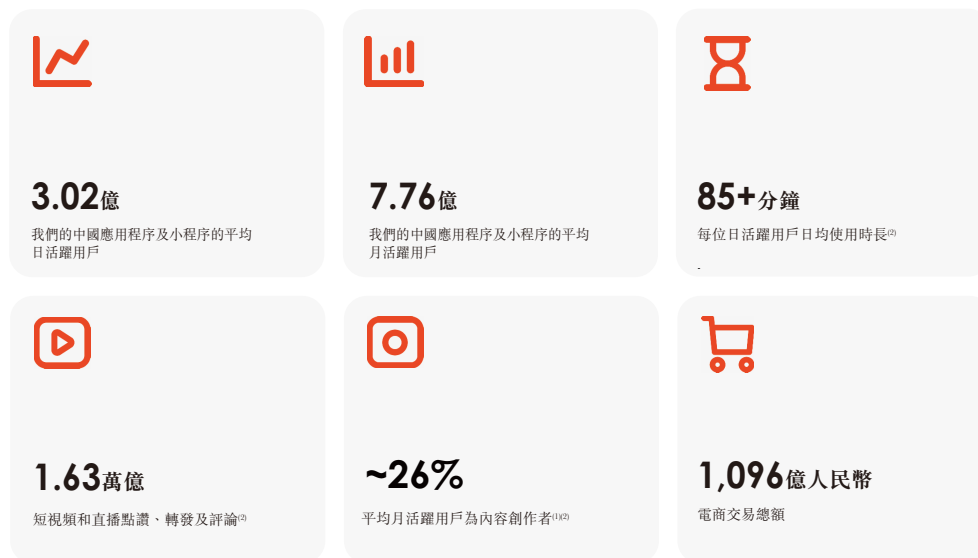 3.02億
我們的中國應用程序及小程序的平均
日活躍用戶
7.76億
我們的中國應用程序及小程序的平均
月活躍用戶
85+分鐘
每位日活躍用戶日均使用時長(2)
-
1.63萬億
短視頻和直播點讚、轉發及評論(2)
~26%
平均月活躍用戶為內容創作者(1)(2)
1,096億人民幣
電商交易總額